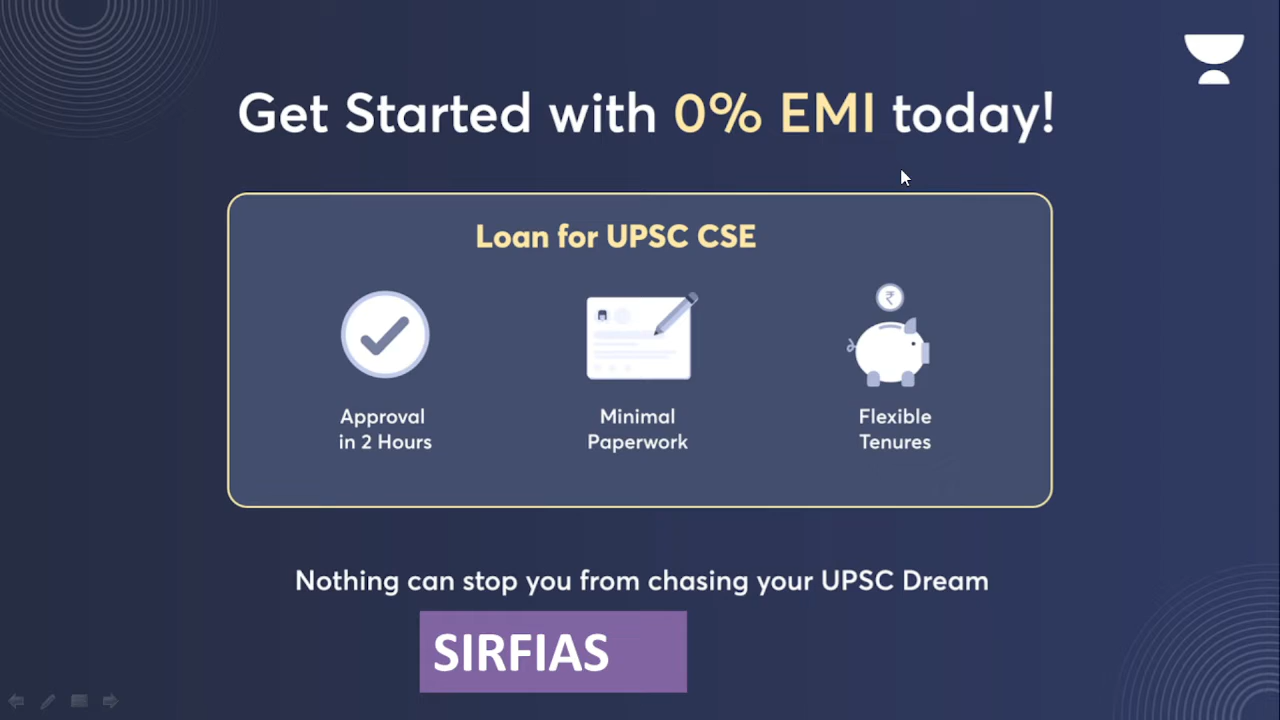 Get Started with 0% EMI today!
Loan for UPSC CSE
Approval
in 2 Hours
Minimal
Paperwork
₹
Flexible
Tenures
Nothing can stop you from chasing your UPSC Dream
SIRFIAS